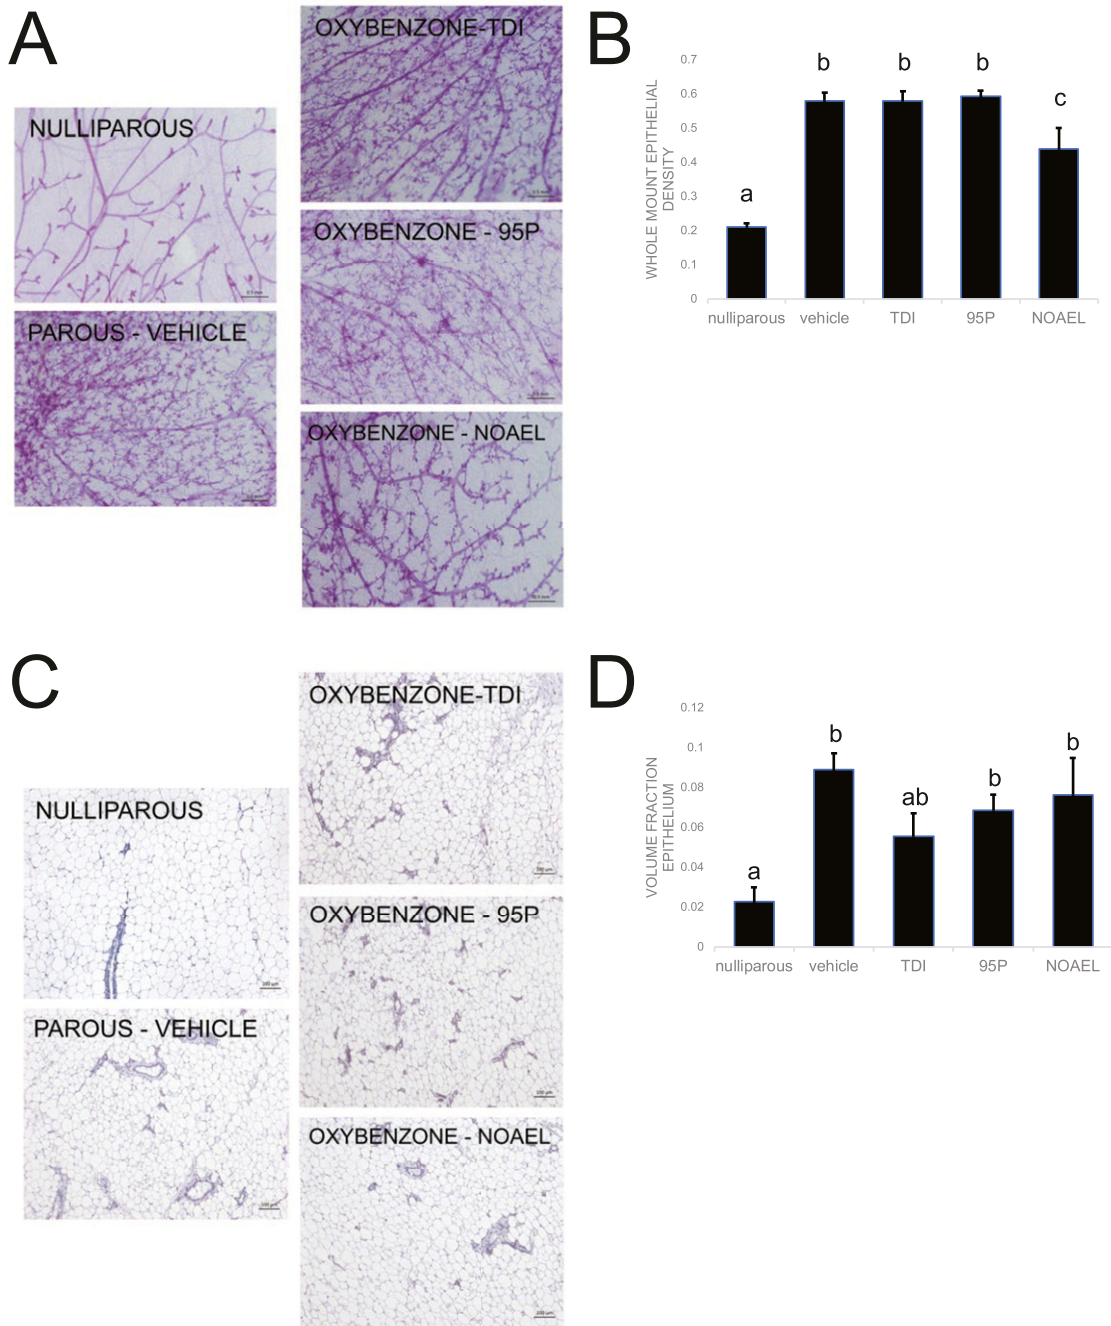 A
OXYBENZONE-TDI
NULLIPAROUS
OXYBENZONE - 95P
PAROUS - VEHICLE
OXYBENZONE - NOAEL
B
WHOLE MOUNT EPITHELIAL
DENSITY
0.7
0.6
0.5
0.4
0.3
0.2
0.1
0
a
b
b
b
c
nulliparous
vehicle
TDI
95P
NOAEL
C
OXYBENZONE-TDI
NULLIPAROUS
OXYBENZONE - 95P
PAROUS - VEHICLE
OXYBENZONE - NOAEL
D
VOLUME FRACTION
EPITHELIUM
0.12
0.1
0.08
0.06
0.04
0.02
0
a
b
ab
b
b
nulliparous
vehicle
TDI
95P
NOAEL